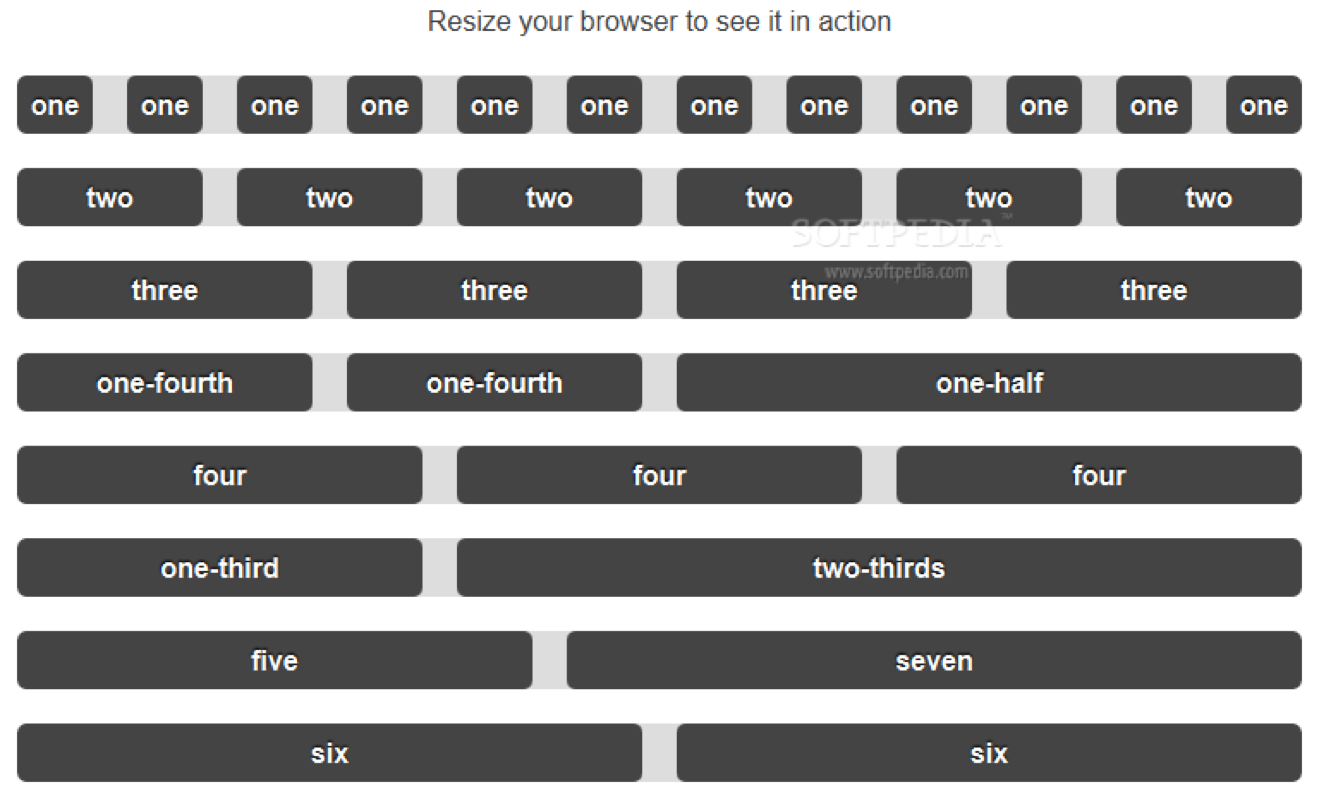 Resize your browser to see it in action
one one one one one one one one one one one one
two two two two two two
SOFTPEDIA™
www.softpedia.com
three three three three
one-fourth one-fourth one-half
four four four
one-third two-thirds
five seven
six six